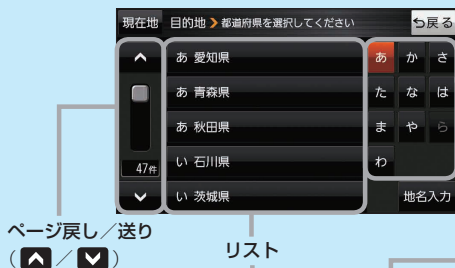 現在地 目的地 > 都道府県を選択してください ⮌戻る
あ 愛知県 あ か さ
あ 青森県 た な は
あ 秋田県 ま や ら
47件 い 石川県 わ
い 茨城県 地名入力
ページ戻し/送り
(∧/∨)
リスト